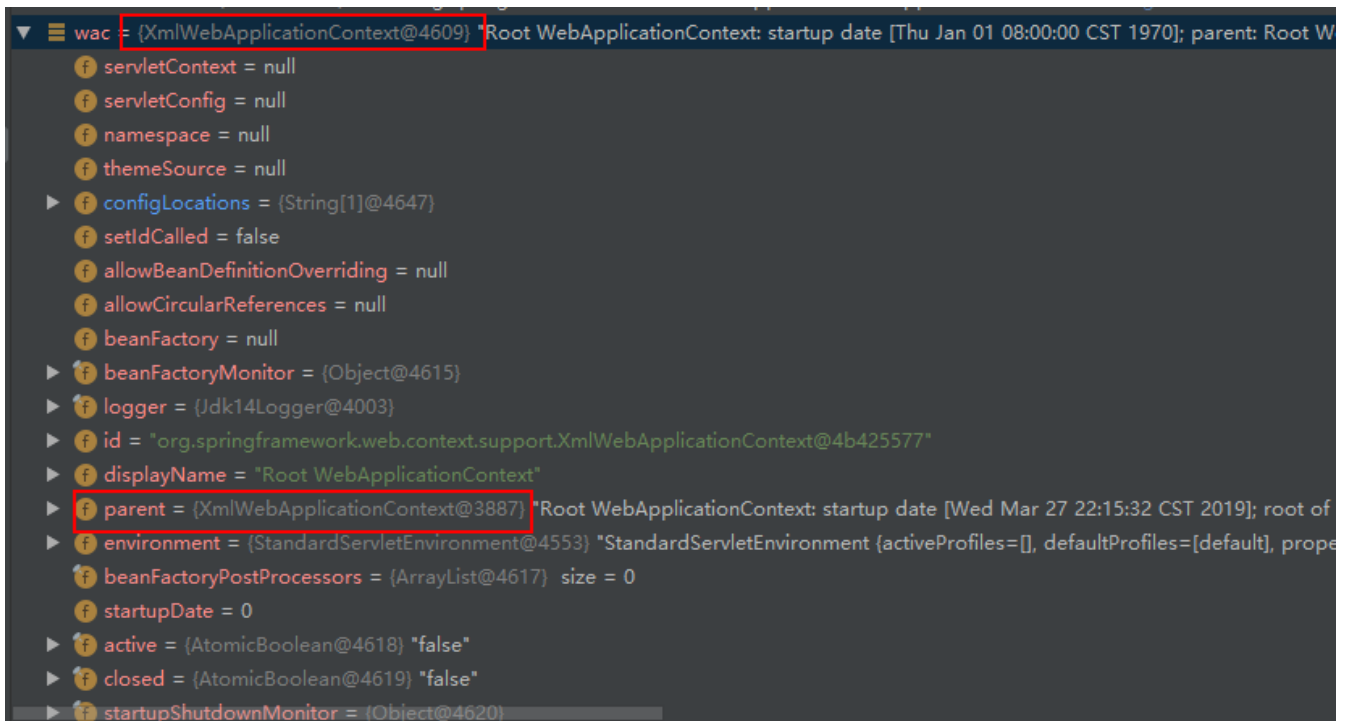 wac = {XmlWebApplicationContext@4609} "Root WebApplicationContext: startup date [Thu Jan 01 08:00:00 CST 1970]; parent: Root W
f servletContext = null
f servletConfig = null
f namespace = null
f themeSource = null
f configLocations = {String[1]@4647}
f setIdCalled = false
f allowBeanDefinitionOverriding = null
f allowCircularReferences = null
f beanFactory = null
f beanFactoryMonitor = {Object@4615}
f logger = {Jdk14Logger@4003}
f id = "org.springframework.web.context.support.XmlWebApplicationContext@4b425577"
f displayName = "Root WebApplicationContext"
f parent = {XmlWebApplicationContext@3887} "Root WebApplicationContext: startup date [Wed Mar 27 22:15:32 CST 2019]; root of
f environment = {StandardServletEnvironment@4553} "StandardServletEnvironment {activeProfiles=[], defaultProfiles=[default], prope
f beanFactoryPostProcessors = {ArrayList@4617} size = 0
f startupDate = 0
f active = {AtomicBoolean@4618} "false"
f closed = {AtomicBoolean@4619} "false"
f startupShutdownMonitor = {Object@4620}